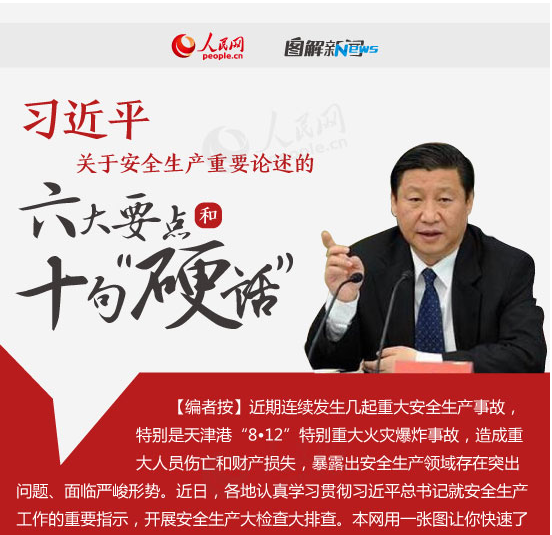 人民网 图解新闻
people.cn News
习近平
人民网
people.cn
关于安全生产重要论述的
六大要点和
十句“硬话”
【编者按】近期连续发生几起重大安全生产事故，
特别是天津港“8•12”特别重大火灾爆炸事故，造成重
大人员伤亡和财产损失，暴露出安全生产领域存在突出
问题、面临严峻形势。近日，各地认真学习贯彻习近平总书记就安全生产
工作的重要指示，开展安全生产大检查大排查。本网用一张图让你快速了